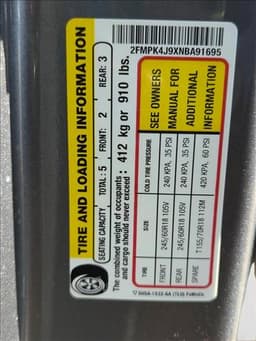 2FMPK4J9XNBA91695
TIRE AND LOADING INFORMATION
SEATING CAPACITY TOTAL: 5 FRONT: 2 REAR: 3
The combined weight of occupants
and cargo should never exceed : 412 kg or 910 lbs.
TIRE SIZE COLD TIRE PRESSURE
FRONT 245/60R18 105V 240 KPA, 35 PSI
REAR 245/60R18 105V 240 KPA, 35 PSI
SPARE T155/70R18 112M 420 KPA, 60 PSI
SEE OWNERS
MANUAL FOR
ADDITIONAL
INFORMATION